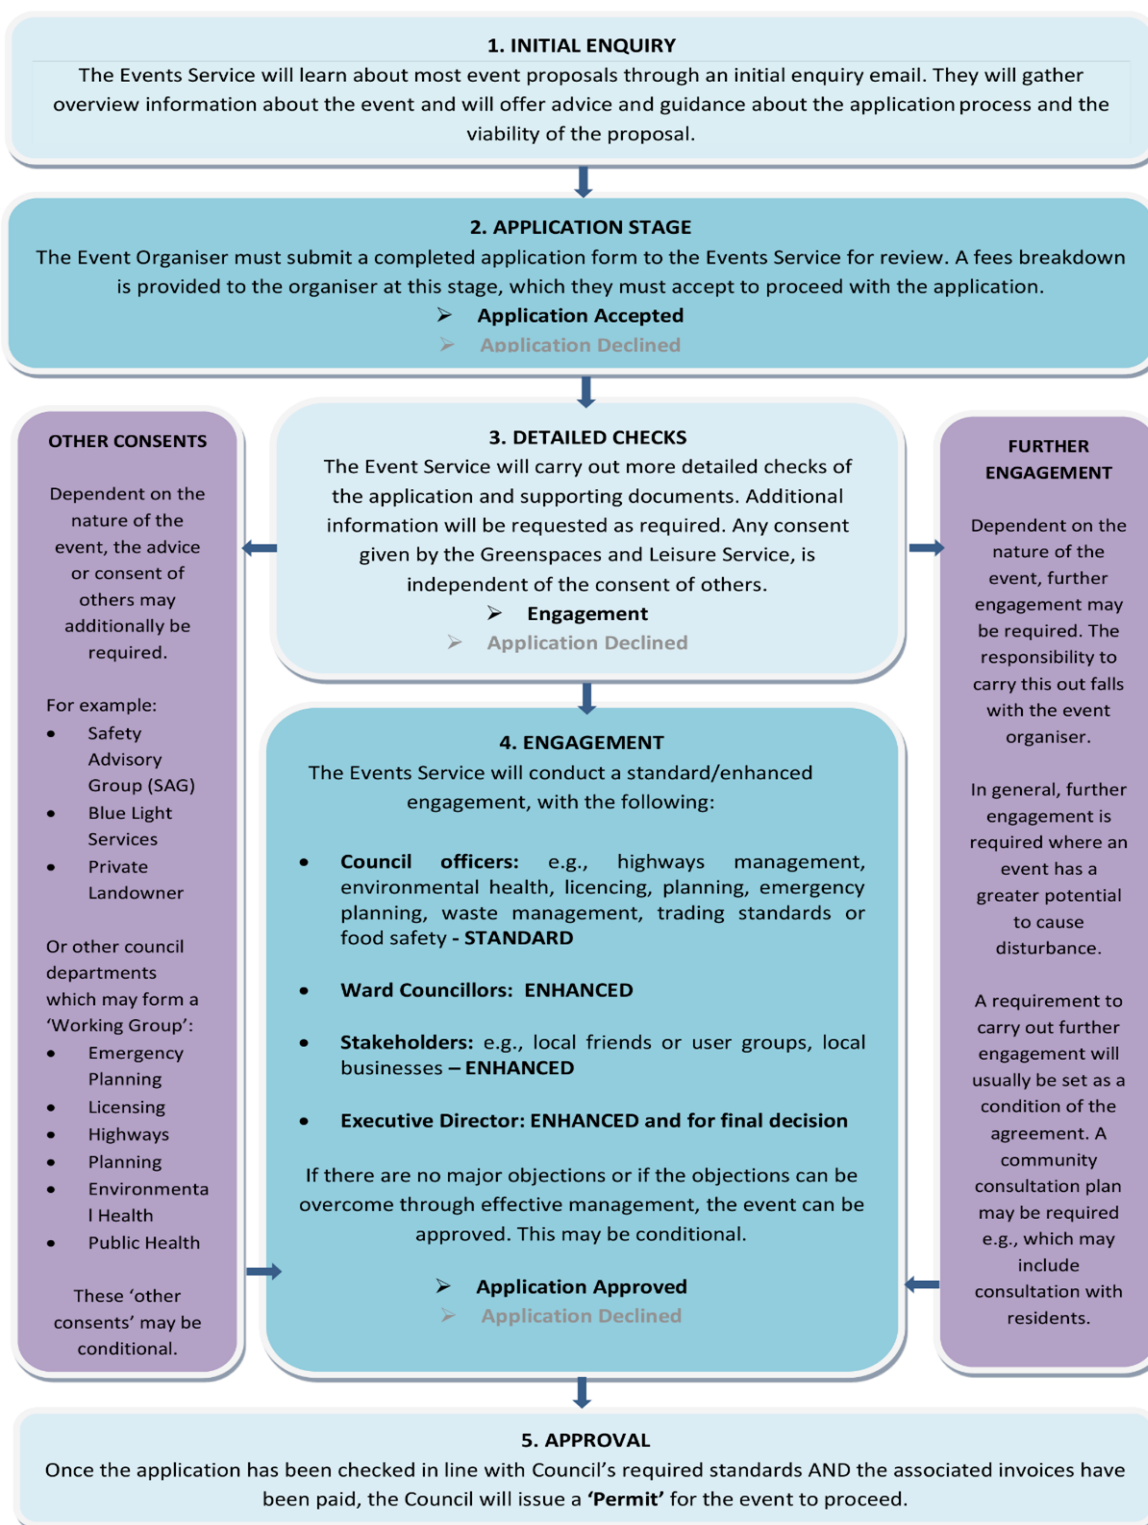 1. INITIAL ENQUIRY
The Events Service will learn about most event proposals through an initial enquiry email. They will gather
overview information about the event and will offer advice and guidance about the application process and the
viability of the proposal.
2. APPLICATION STAGE
The Event Organiser must submit a completed application form to the Events Service for review. A fees breakdown
is provided to the organiser at this stage, which they must accept to proceed with the application.
➢ Application Accepted
➢ Application Declined
OTHER CONSENTS
Dependent on the
nature of the
event, the advice
or consent of
others may
additionally be
required.
For example:
• Safety
Advisory
Group (SAG)
• Blue Light
Services
• Private
Landowner
Or other council
departments
which may form a
‘Working Group’:
• Emergency
Planning
• Licensing
• Highways
• Planning
• Environmenta
l Health
• Public Health
These ‘other
consents’ may be
conditional.
3. DETAILED CHECKS
The Event Service will carry out more detailed checks of
the application and supporting documents. Additional
information will be requested as required. Any consent
given by the Greenspaces and Leisure Service, is
independent of the consent of others.
➢ Engagement
➢ Application Declined
4. ENGAGEMENT
The Events Service will conduct a standard/enhanced
engagement, with the following:
• Council officers: e.g., highways management,
environmental health, licencing, planning, emergency
planning, waste management, trading standards or
food safety - STANDARD
• Ward Councillors: ENHANCED
• Stakeholders: e.g., local friends or user groups, local
businesses – ENHANCED
• Executive Director: ENHANCED and for final decision
If there are no major objections or if the objections can be
overcome through effective management, the event can be
approved. This may be conditional.
➢ Application Approved
➢ Application Declined
FURTHER
ENGAGEMENT
Dependent on the
nature of the
event, further
engagement may
be required. The
responsibility to
carry this out falls
with the event
organiser.
In general, further
engagement is
required where an
event has a
greater potential
to cause
disturbance.
A requirement to
carry out further
engagement will
usually be set as a
condition of the
agreement. A
community
consultation plan
may be required
e.g., which may
include
consultation with
residents.
5. APPROVAL
Once the application has been checked in line with Council’s required standards AND the associated invoices have
been paid, the Council will issue a ‘Permit’ for the event to proceed.